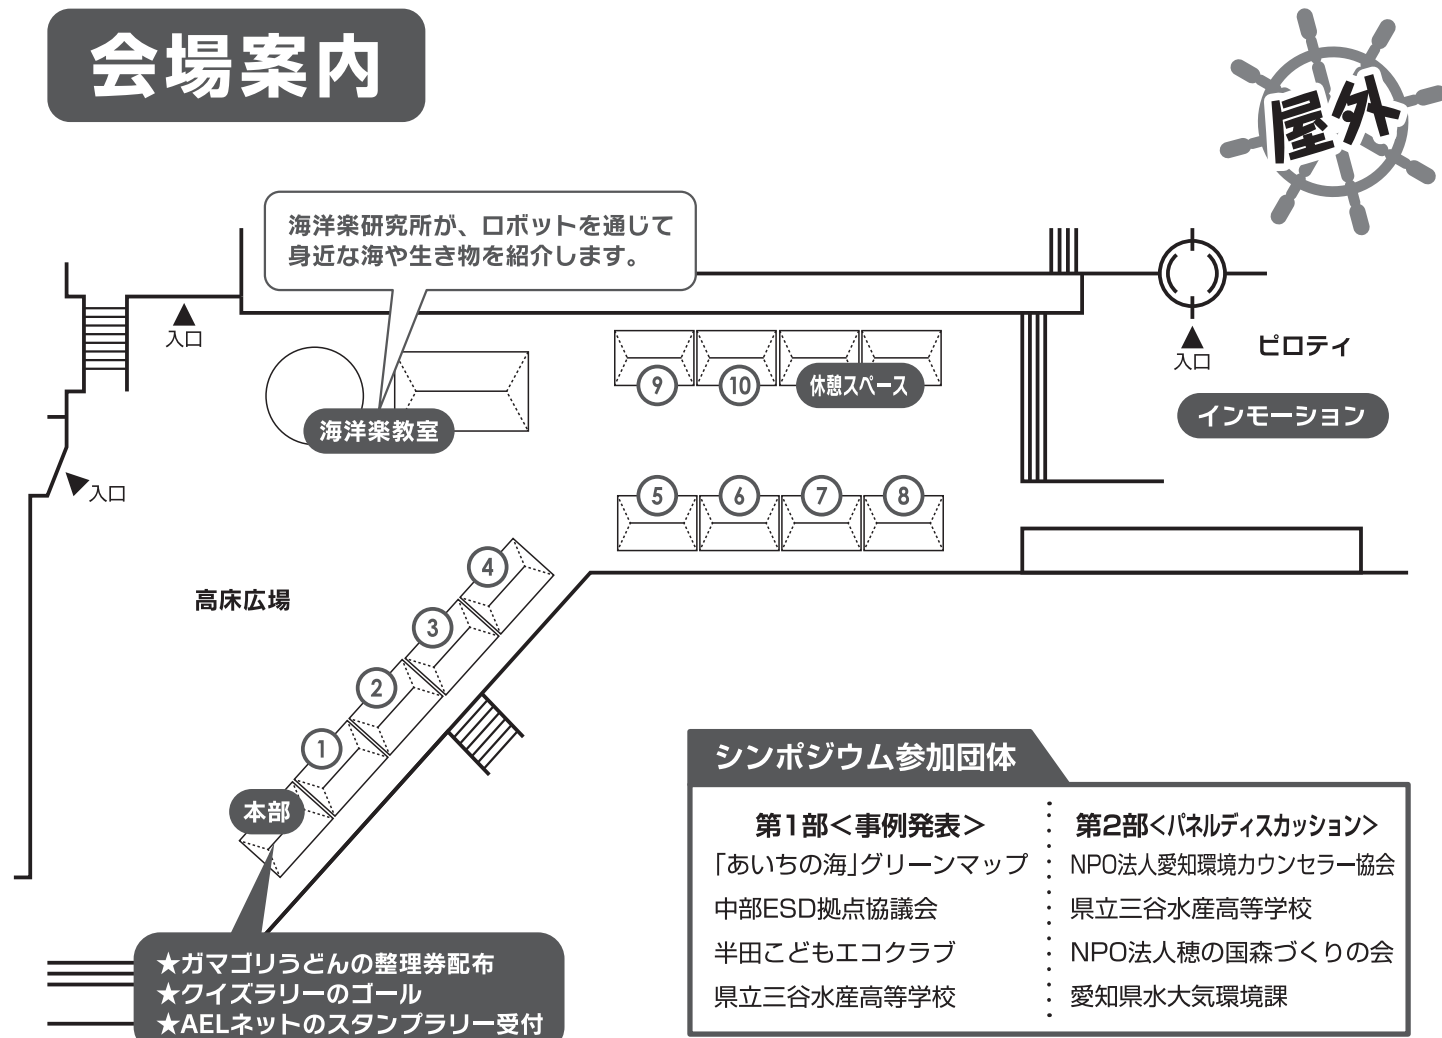 会場案内
屋外
海洋楽研究所が、ロボットを通じて
身近な海や生き物を紹介します。
入口
入口
ピロティ
⑨
⑩
休憩スペース
海洋楽教室
インモーション
入口
⑤
⑥
⑦
⑧
④
高床広場
③
②
①
本部
★ガマゴリうどんの整理券配布
★クイズラリーのゴール
★AELネットのスタンプラリー受付
シンポジウム参加団体
第1部＜事例発表＞
「あいちの海」グリーンマップ
中部ESD拠点協議会
半田こどもエコクラブ
県立三谷水産高等学校
第2部<パネルディスカッション>
NPO法人愛知環境カウンセラー協会
県立三谷水産高等学校
NPO法人穂の国森づくりの会
愛知県水大気環境課